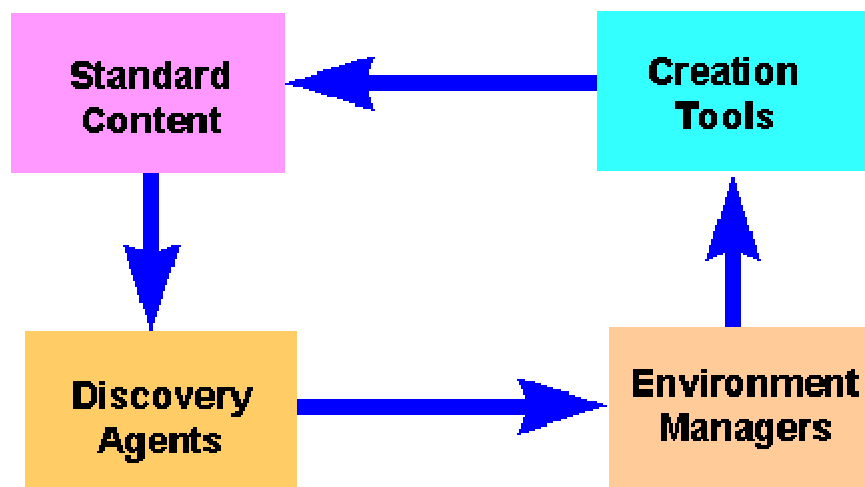 Standard
Content
Creation
Tools
Discovery
Agents
Environment
Managers